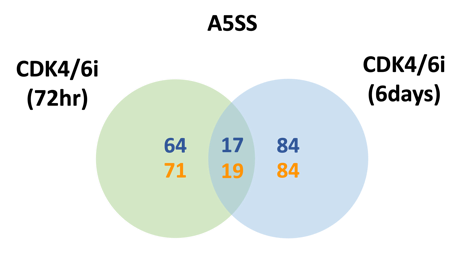 A5SS
CDK4/6i
(72hr)
CDK4/6i
(6days)
64 17 84
71 19 84